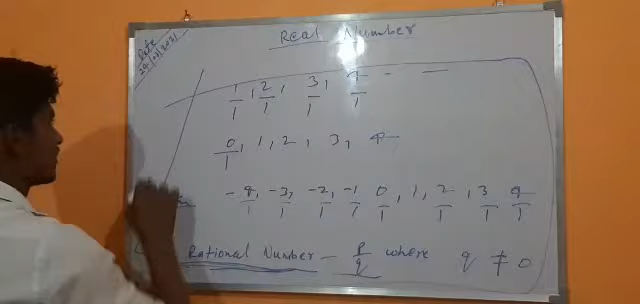 Real Number
Date
1/1, 2/1, 3/1, 4/1 - —
0/1, 1, 2, 3, 4 —
-4/1, -3/1, -2/1, -1/1 0/1, 1, 2/1, 3/1 4/1
Rational Number - P/q where q ≠ 0